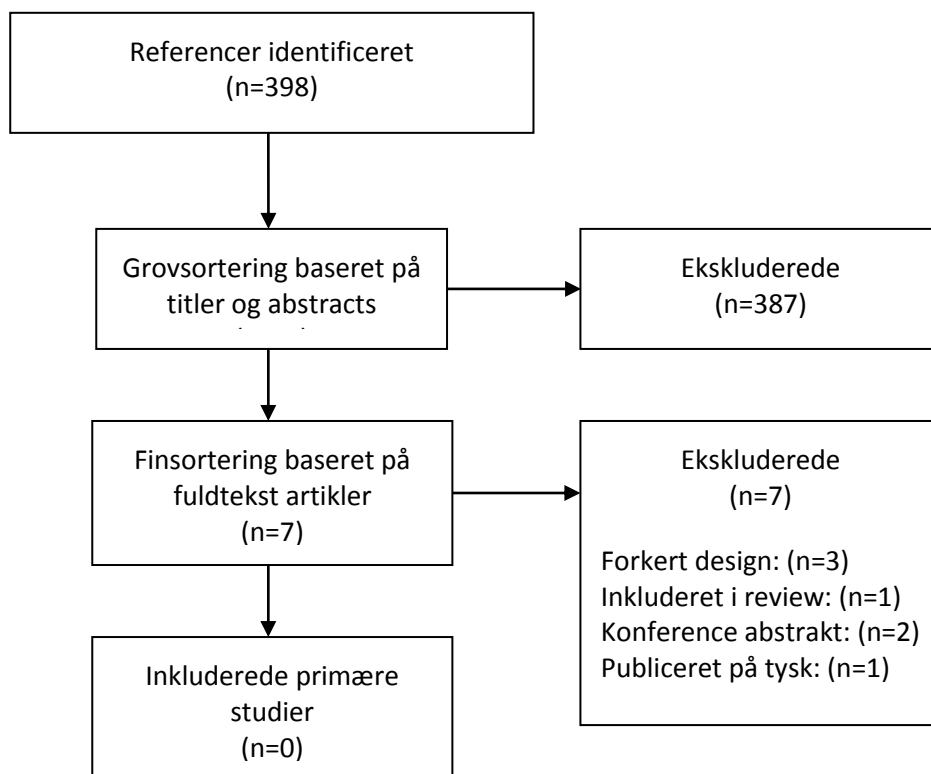 Referencer identificeret
(n=398)
Grovsortering baseret på
titler og abstracts
Ekskluderede
(n=387)
Finsortering baseret på
fuldtekst artikler
(n=7)
Ekskluderede
(n=7)
Forkert design: (n=3)
Inkluderet i review: (n=1)
Konference abstrakt: (n=2)
Publiceret på tysk: (n=1)
Inkluderede primære
studier
(n=0)